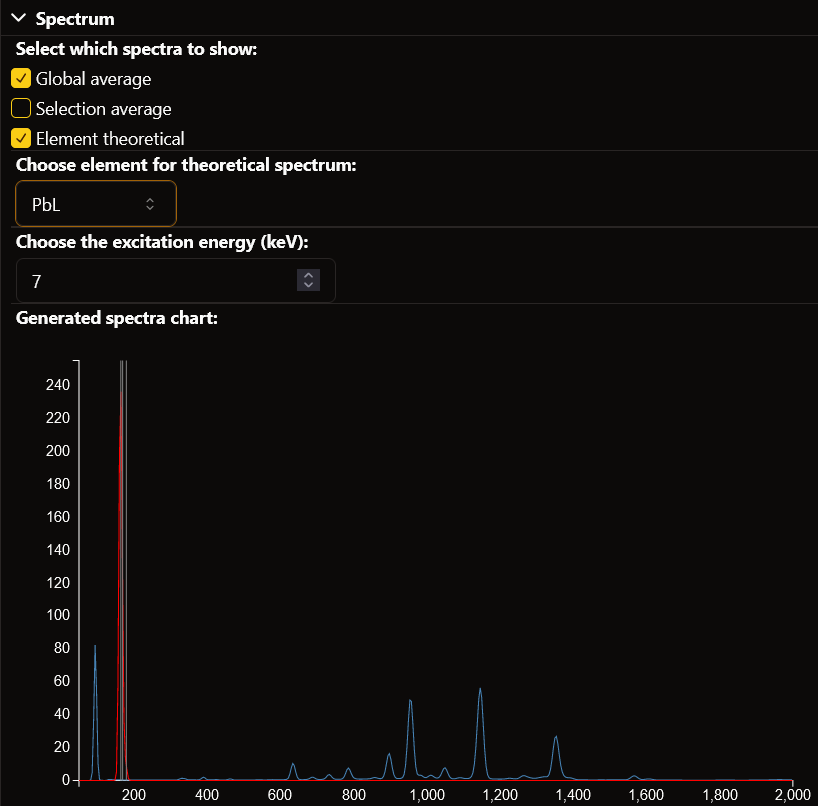 Spectrum
Select which spectra to show:
Global average
Selection average
Element theoretical
Choose element for theoretical spectrum:
PbL
Choose the excitation energy (keV):
7
Generated spectra chart:
240
220
200
180
160
140
120
100
80
60
40
20
0
200 400 600 800 1,000 1,200 1,400 1,600 1,800 2,000